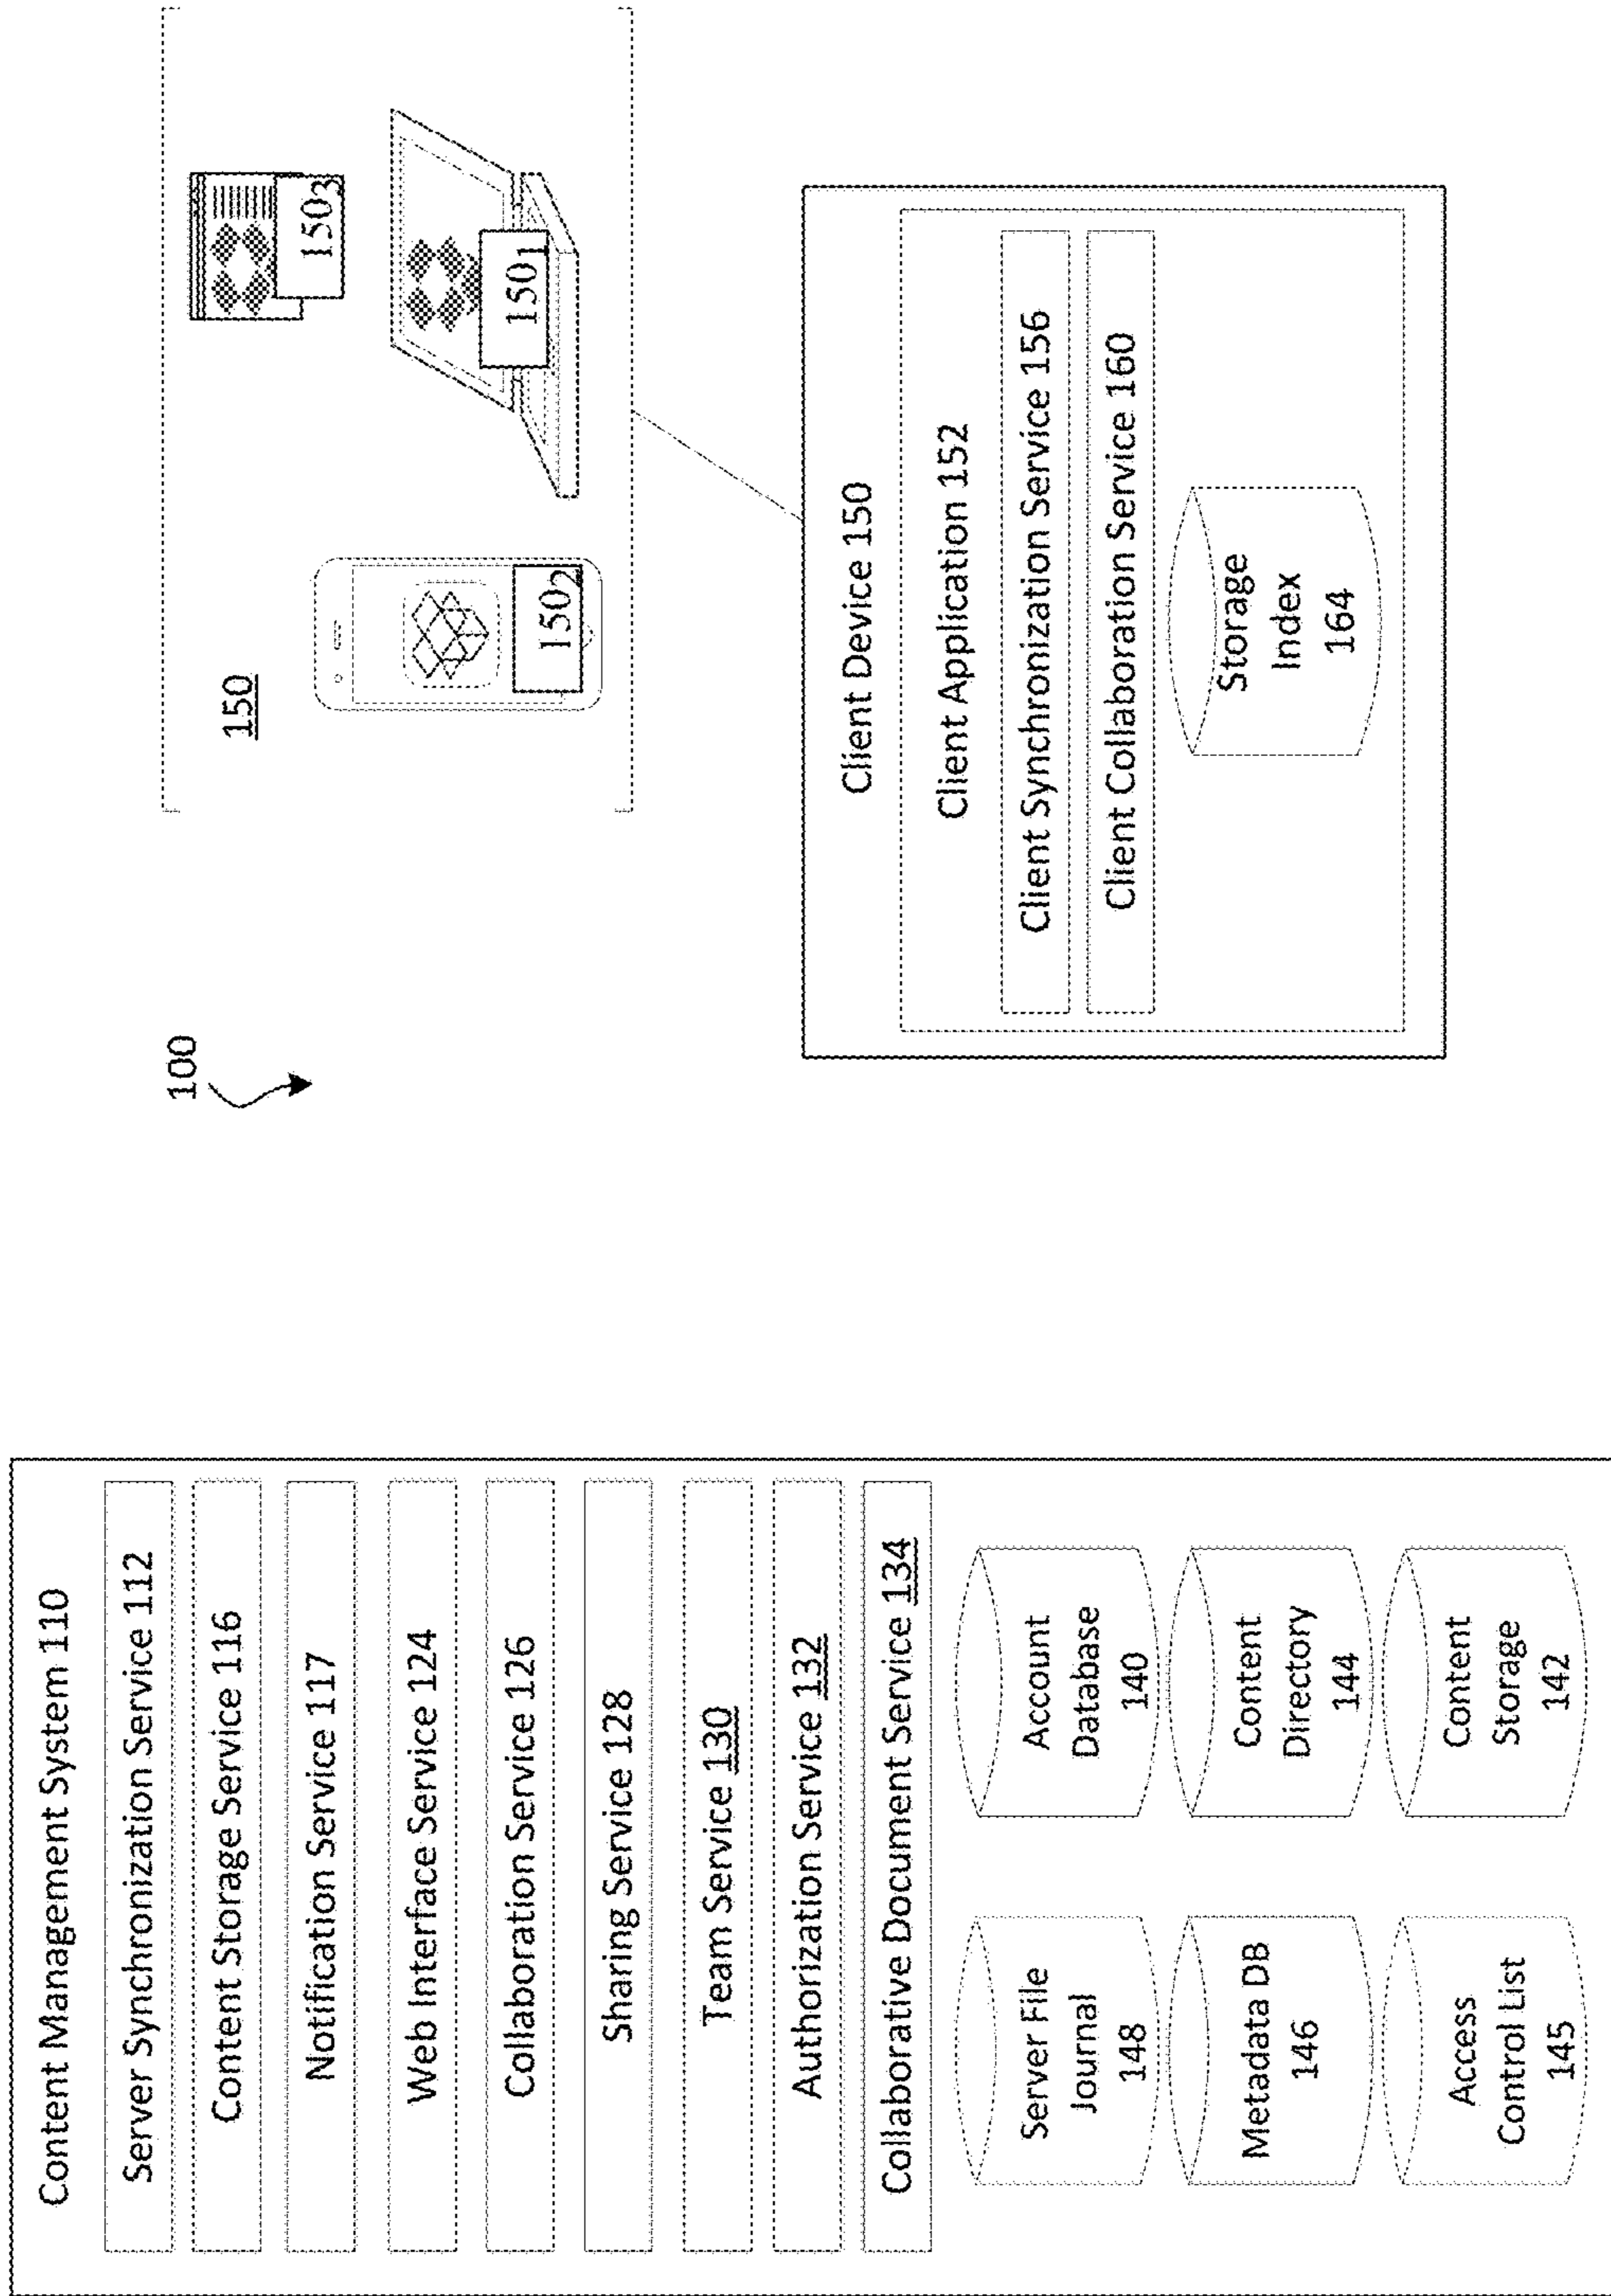 100
Content Management System 110
Server Synchronization Service 112
Content Storage Service 116
Notification Service 117
Web Interface Service 124
Collaboration Service 126
Sharing Service 128
Team Service 130
Authorization Service 132
Collaborative Document Service 134
Server File
Journal
148
Account
Database
140
Metadata DB
146
Content
Directory
144
Access
Control List
145
Content
Storage
142
150
150₂
150₃
150₁
Client Device 150
Client Application 152
Client Synchronization Service 156
Client Collaboration Service 160
Storage
Index
164